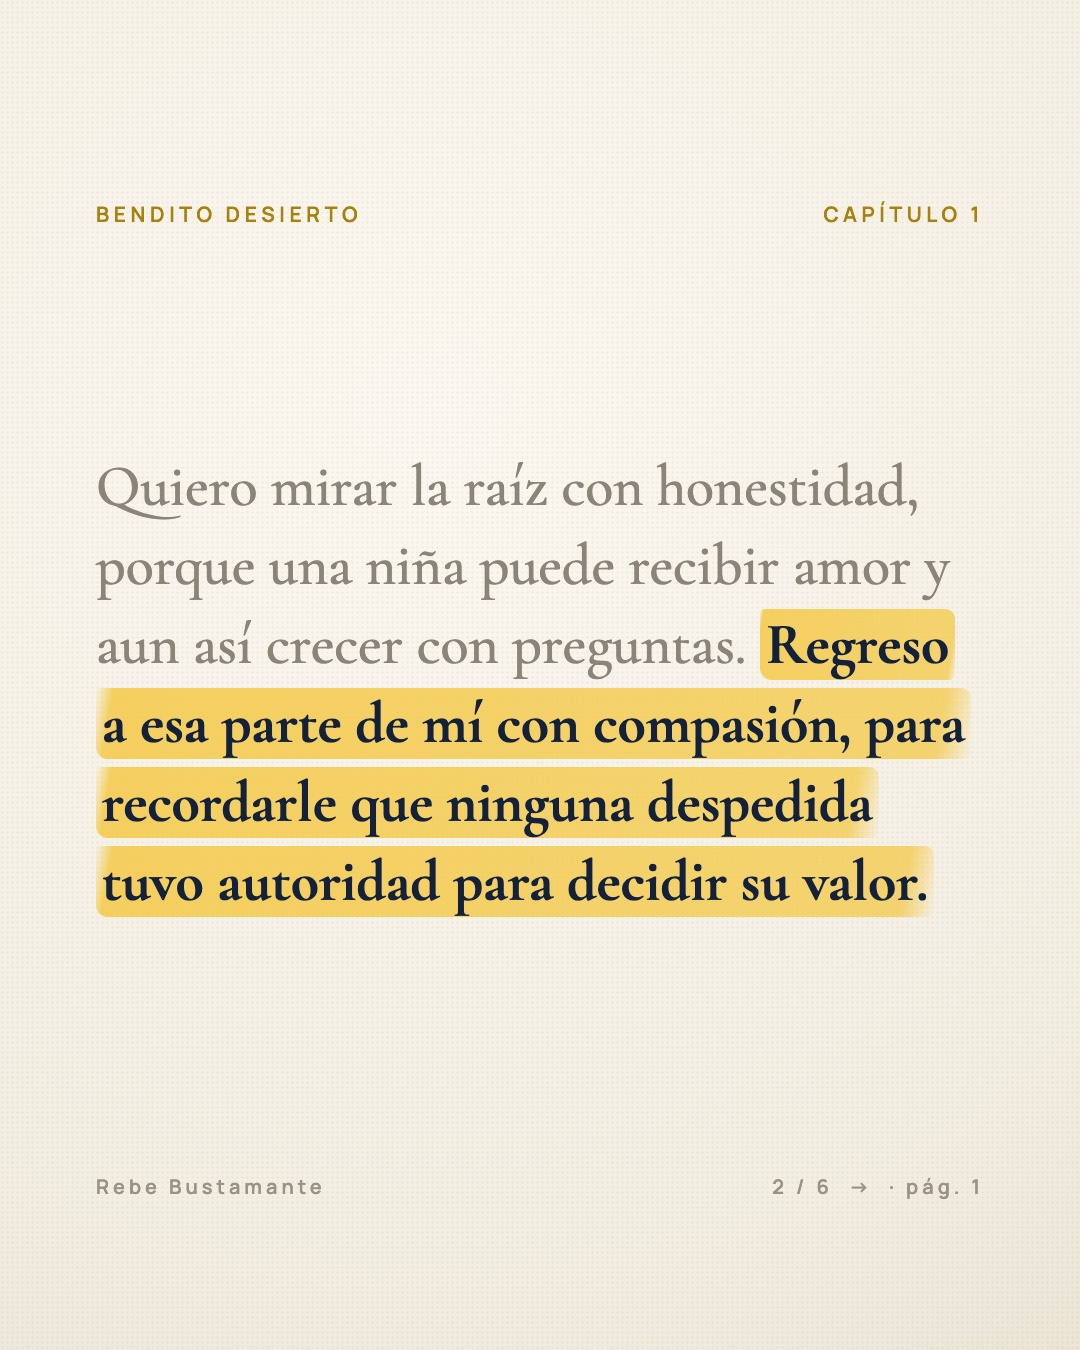 BENDITO DESIERTO
CAPÍTULO 1
Quiero mirar la raíz con honestidad,
porque una niña puede recibir amor y
aun así crecer con preguntas. Regreso
a esa parte de mí con compasión, para
recordarle que ninguna despedida
tuvo autoridad para decidir su valor.
Rebe Bustamante
2 / 6 → · pág. 1